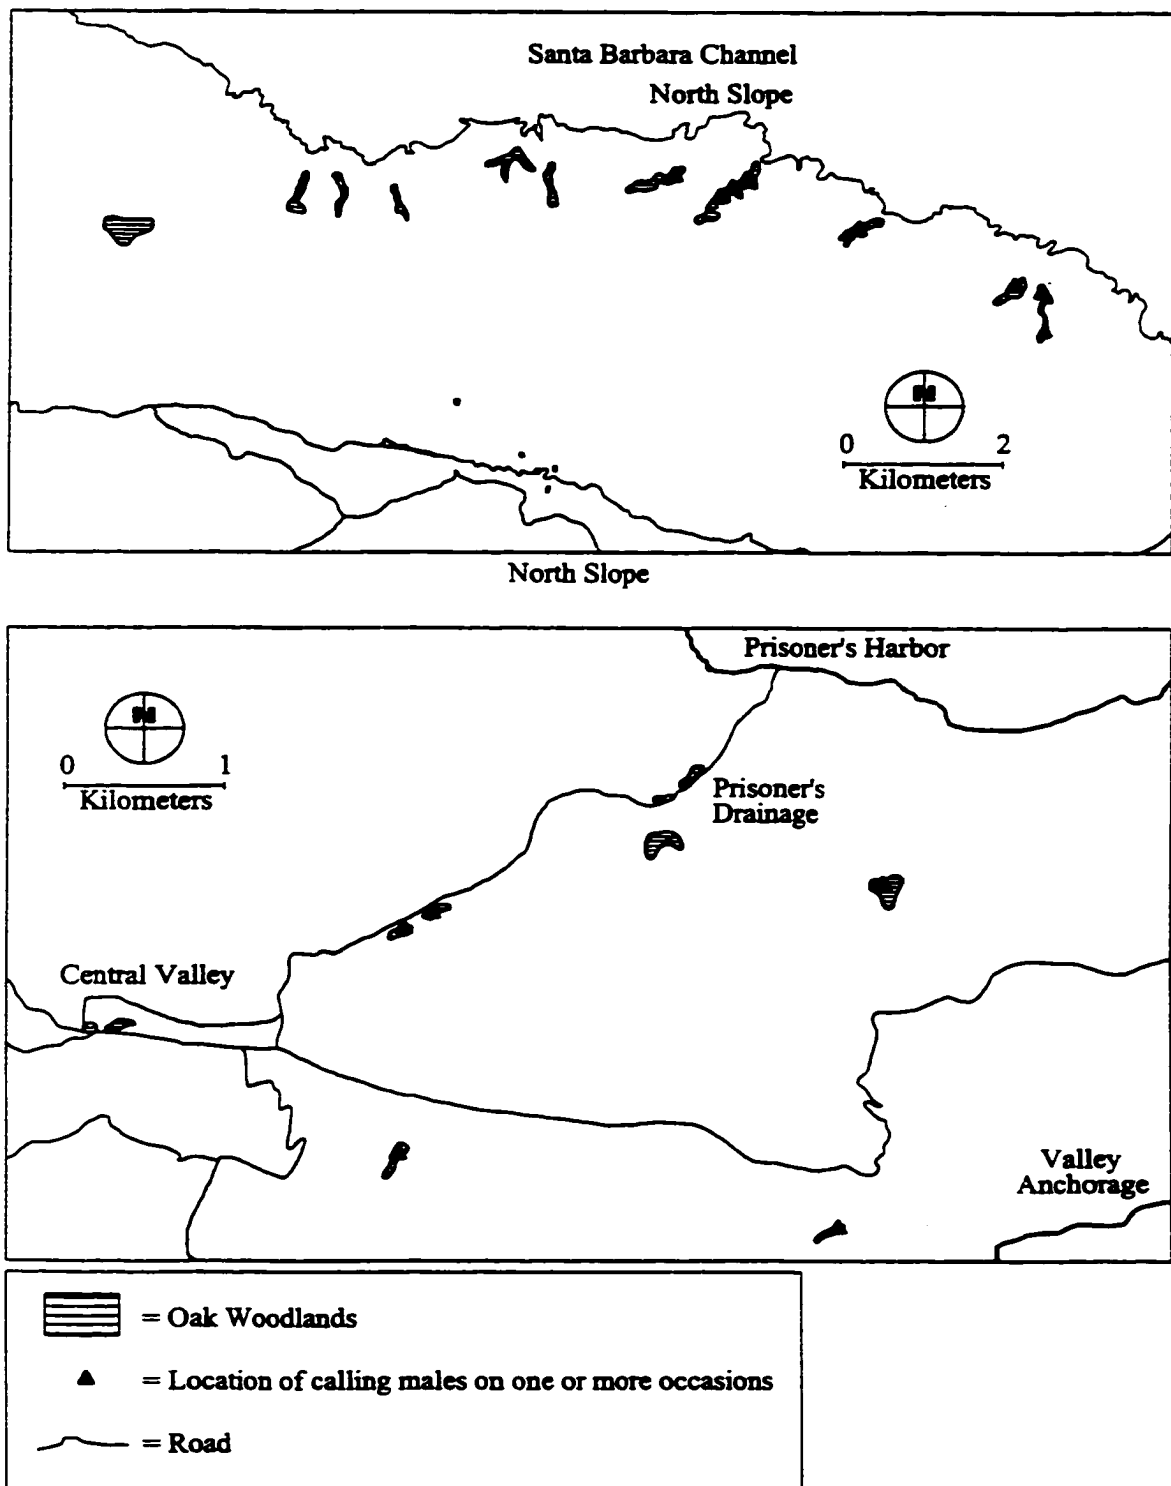 Santa Barbara Channel
North Slope
0 2
Kilometers
North Slope
Prisoner's Harbor
0 1
Kilometers
Prisoner's
Drainage
Central Valley
Valley
Anchorage
= Oak Woodlands
= Location of calling males on one or more occasions
= Road